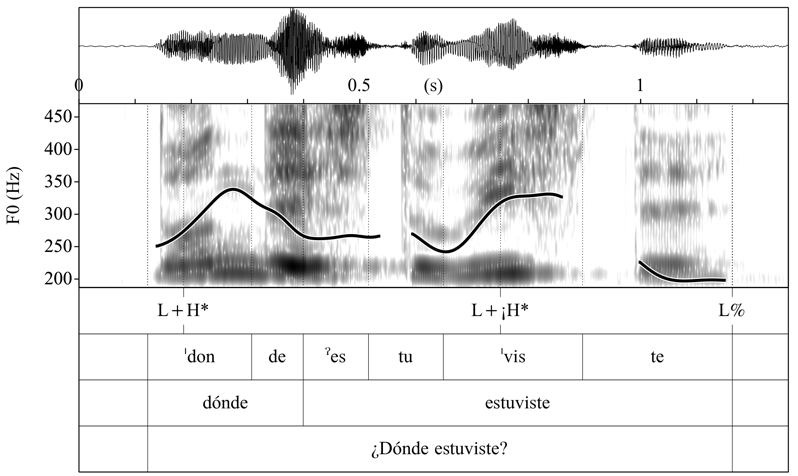 0 0.5 (s) 1
450
400
350
300
250
200
F0 (Hz)
L+H* L+¡H* L%
ˈdon de ʔes tu ˈvis te
dónde estuviste
¿Dónde estuviste?